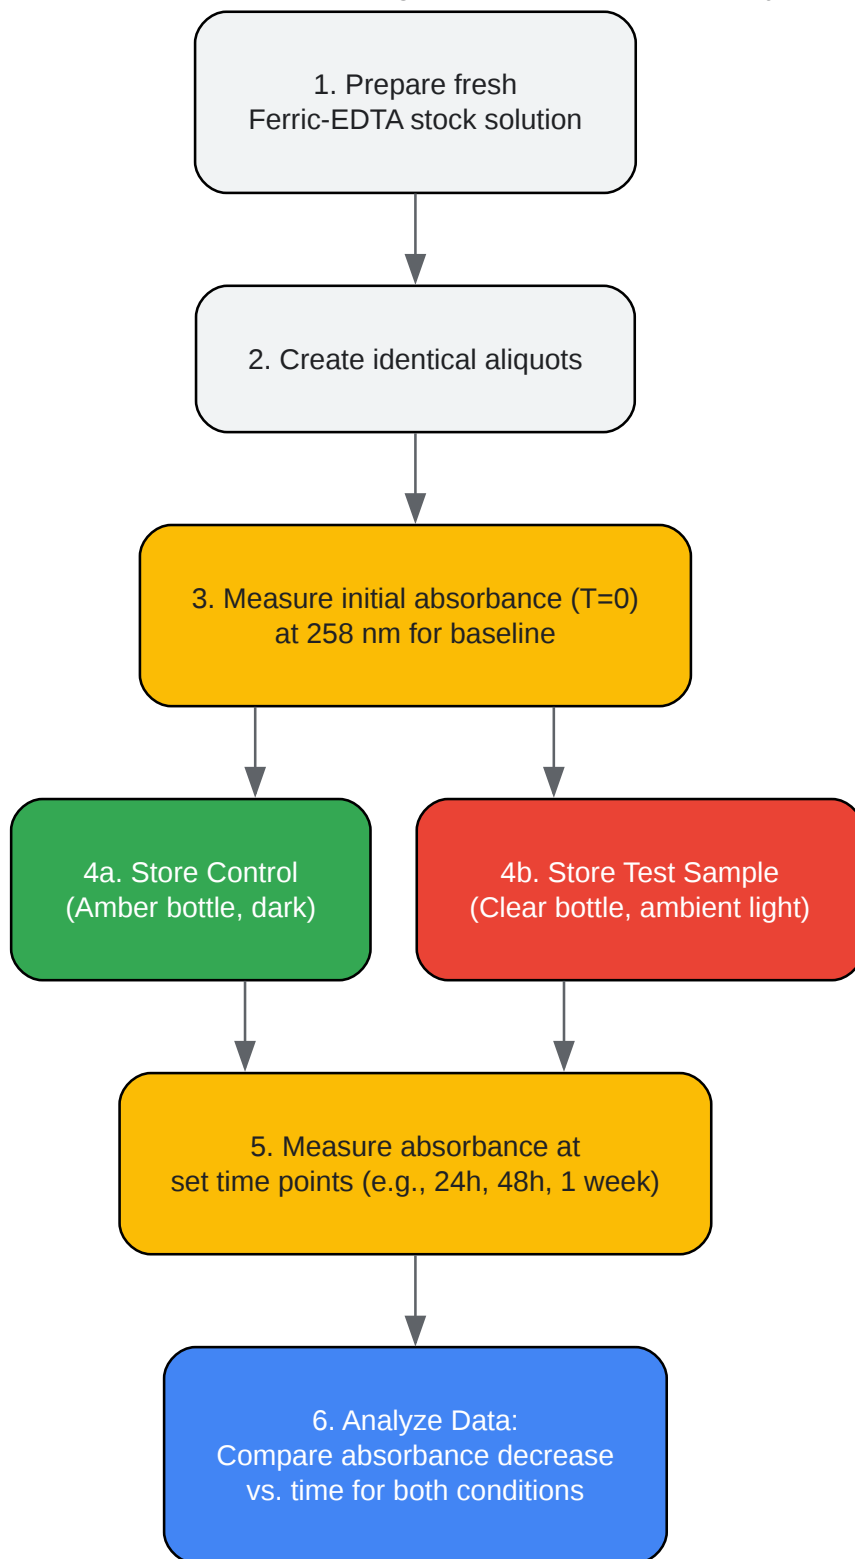 1. Prepare fresh
Ferric-EDTA stock solution
2. Create identical aliquots
3. Measure initial absorbance (T=0)
at 258 nm for baseline
4a. Store Control
(Amber bottle, dark)
4b. Store Test Sample
(Clear bottle, ambient light)
5. Measure absorbance at
set time points (e.g., 24h, 48h, 1 week)
6. Analyze Data:
Compare absorbance decrease
vs. time for both conditions